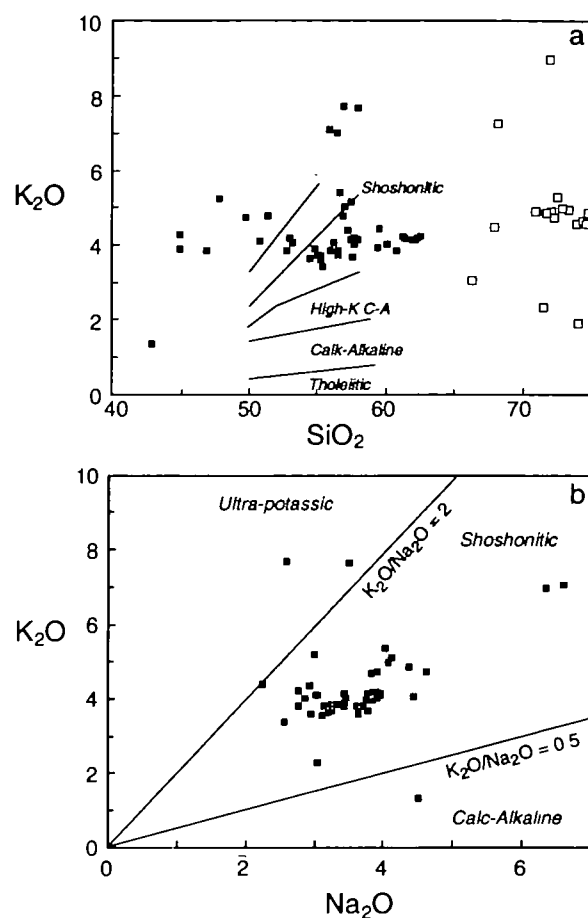 a
10
8
6
4
2
0
K₂O
Shoshonitic
High-K C-A
Calk-Alkaline
Tholeiitic
40 50 60 70
SiO₂
b
10
8
6
4
2
0
K₂O
Ultra-potassic
K₂O/Na₂O = 2
Shoshonitic
K₂O/Na₂O = 0 5
Calc-Alkaline
0 2 4 6
Na₂O